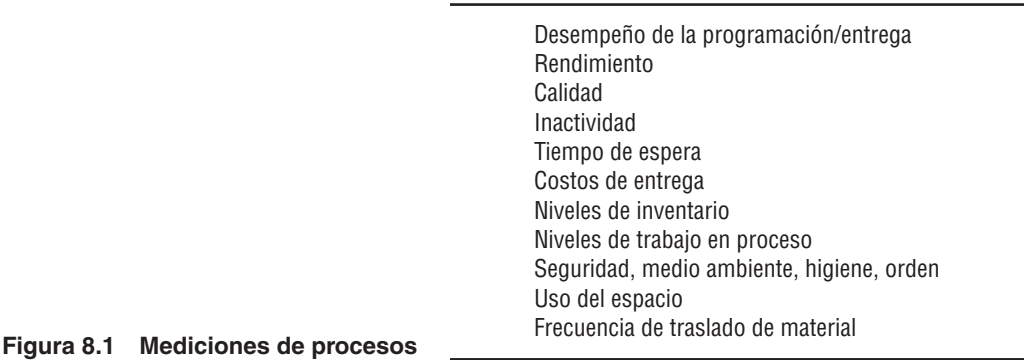 Desempeño de la programación/entrega
Rendimiento
Calidad
Inactividad
Tiempo de espera
Costos de entrega
Niveles de inventario
Niveles de trabajo en proceso
Seguridad, medio ambiente, higiene, orden
Uso del espacio
Frecuencia de traslado de material
Figura 8.1 Mediciones de procesos